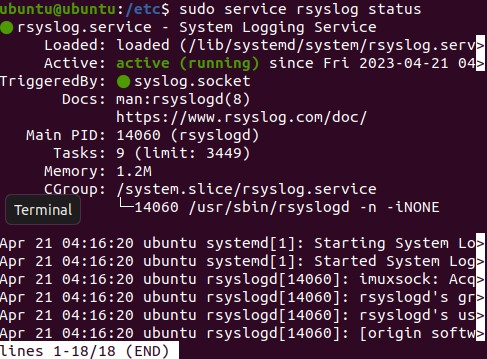 ubuntu@ubuntu:/etc$ sudo service rsyslog status
rsyslog.service - System Logging Service
Loaded: loaded (/lib/systemd/system/rsyslog.serv>
Active: active (running) since Fri 2023-04-21 04>
TriggeredBy: syslog.socket
Docs: man:rsyslogd(8)
https://www.rsyslog.com/doc/
Main PID: 14060 (rsyslogd)
Tasks: 9 (limit: 3449)
Memory: 1.2M
CGroup: /system.slice/rsyslog.service
└─14060 /usr/sbin/rsyslogd -n -iNONE
Terminal
Apr 21 04:16:20 ubuntu systemd[1]: Starting System Lo>
Apr 21 04:16:20 ubuntu systemd[1]: Started System Log>
Apr 21 04:16:20 ubuntu rsyslogd[14060]: imuxsock: Acq>
Apr 21 04:16:20 ubuntu rsyslogd[14060]: rsyslogd's gr>
Apr 21 04:16:20 ubuntu rsyslogd[14060]: rsyslogd's us>
Apr 21 04:16:20 ubuntu rsyslogd[14060]: [origin softw>
lines 1-18/18 (END)